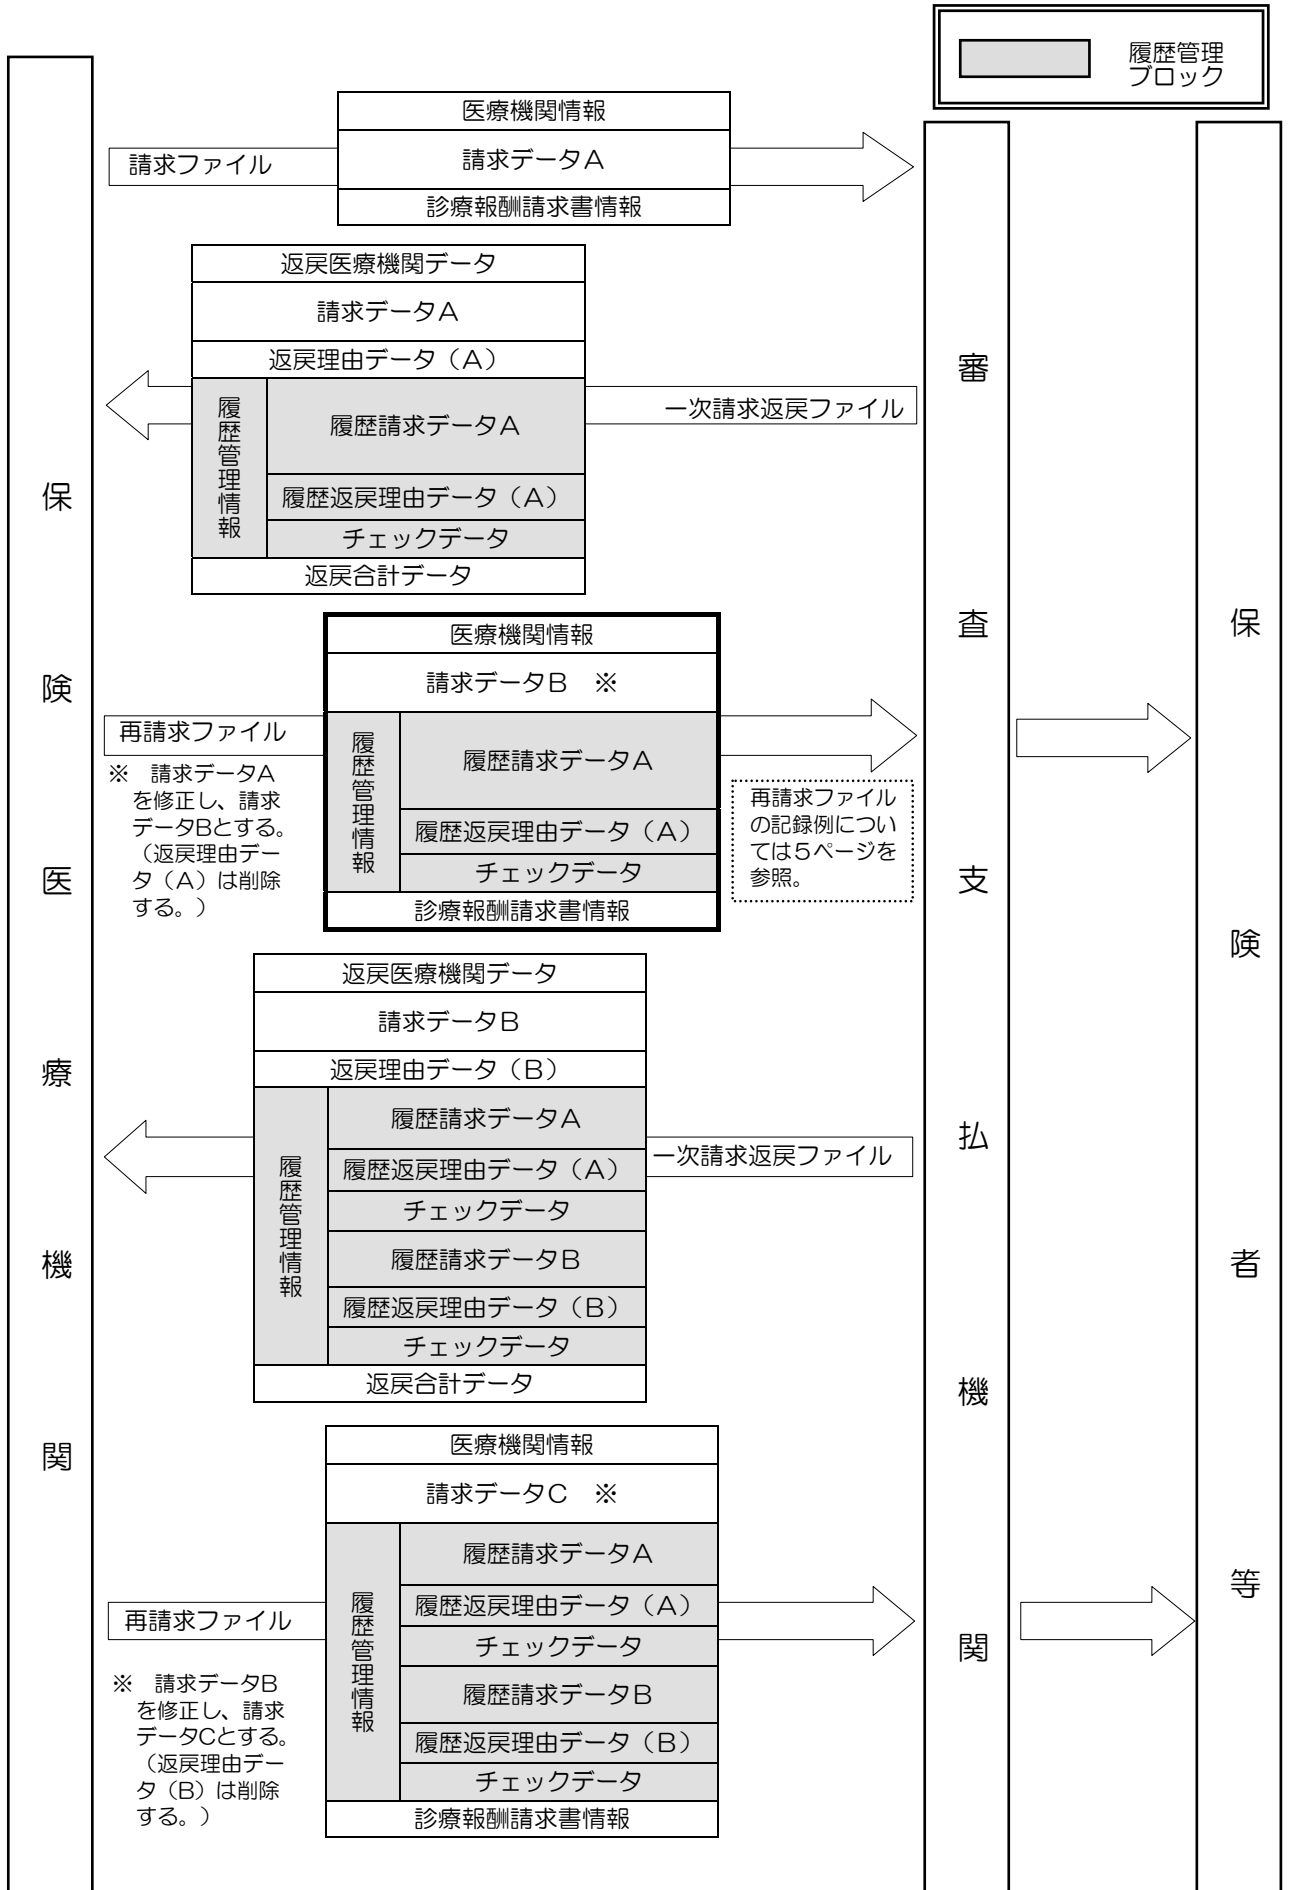 履歴管理
ブロック
保険医療機関
審査支払機関
保険者等
医療機関情報
請求ファイル
請求データA
診療報酬請求書情報
返戻医療機関データ
請求データA
返戻理由データ（A）
一次請求返戻ファイル
履歴管理情報
履歴請求データA
履歴返戻理由データ（A）
チェックデータ
返戻合計データ
医療機関情報
請求データB　※
再請求ファイル
履歴管理情報
履歴請求データA
履歴返戻理由データ（A）
チェックデータ
診療報酬請求書情報
※　請求データA
を修正し、請求
データBとする。
（返戻理由デー
タ（A）は削除
する。）
再請求ファイル
の記録例につい
ては５ページを
参照。
返戻医療機関データ
請求データB
返戻理由データ（B）
一次請求返戻ファイル
履歴管理情報
履歴請求データA
履歴返戻理由データ（A）
チェックデータ
履歴請求データB
履歴返戻理由データ（B）
チェックデータ
返戻合計データ
医療機関情報
請求データC　※
再請求ファイル
履歴管理情報
履歴請求データA
履歴返戻理由データ（A）
チェックデータ
履歴請求データB
履歴返戻理由データ（B）
チェックデータ
診療報酬請求書情報
※　請求データB
を修正し、請求
データCとする。
（返戻理由デー
タ（B）は削除
する。）